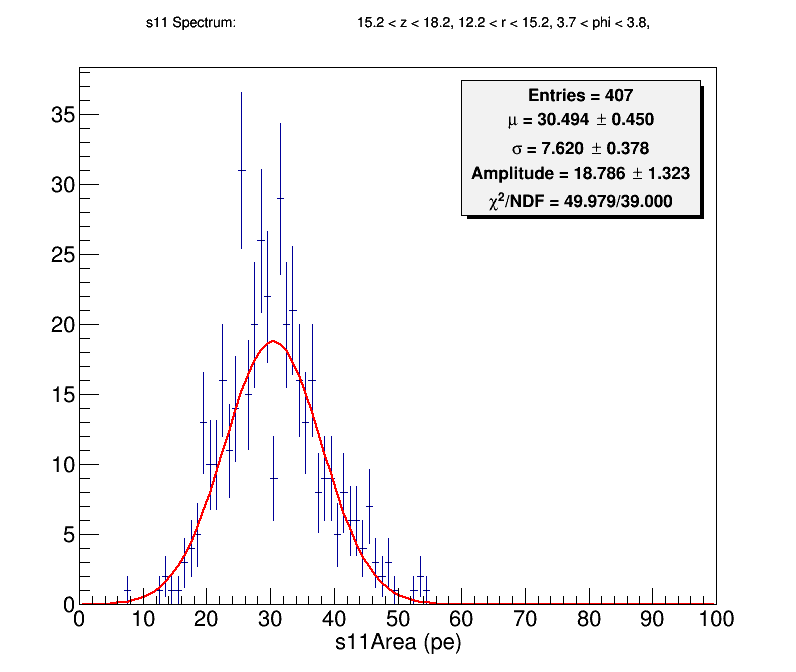 s11 Spectrum: 15.2 < z < 18.2, 12.2 < r < 15.2, 3.7 < phi < 3.8,
Entries = 407
μ = 30.494 ± 0.450
σ = 7.620 ± 0.378
Amplitude = 18.786 ± 1.323
χ²/NDF = 49.979/39.000
35
30
25
20
15
10
5
0
0 10 20 30 40 50 60 70 80 90 100
s11Area (pe)